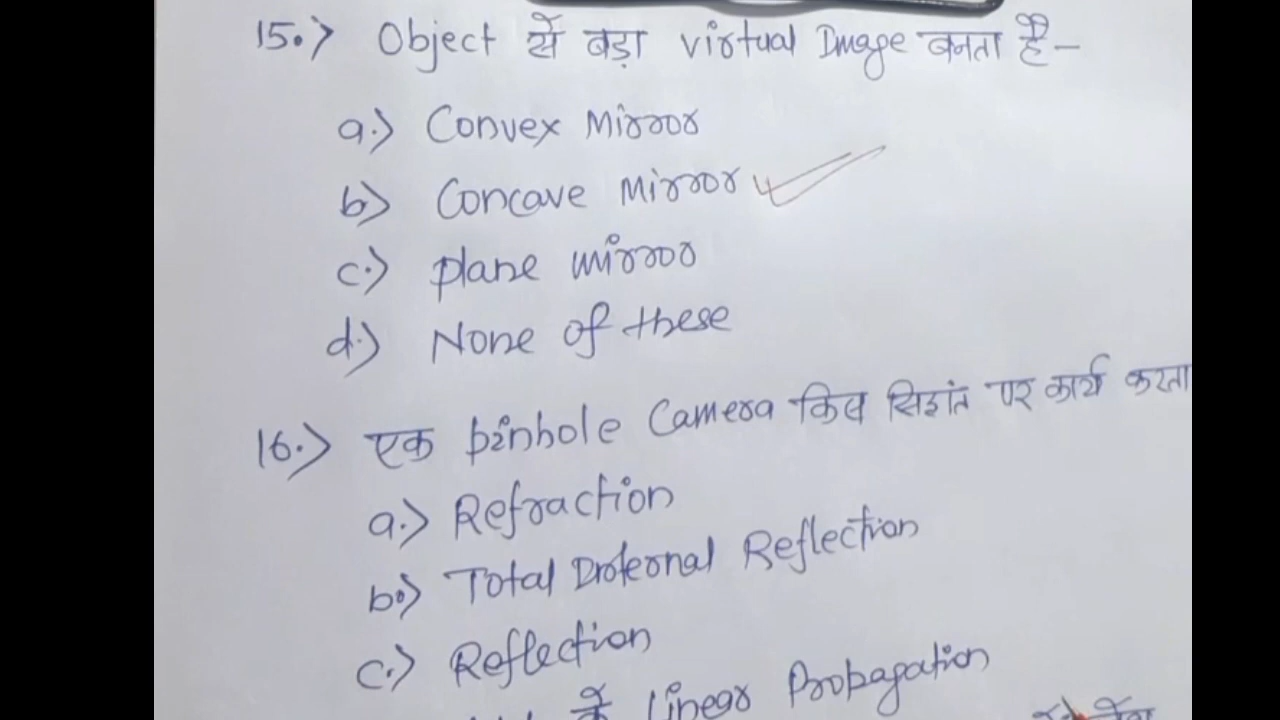 15.) Object से बड़ा virtual Image बनता है-
a.) Convex Mirror
b) Concave Mirror
c.) plane mirror
d.) None of these
16.) एक pinhole Camera किस सिद्दांत पर कार्य करता
a.) Refraction
b.) Total Internal Reflection
c.) Reflection
के linear Propagation